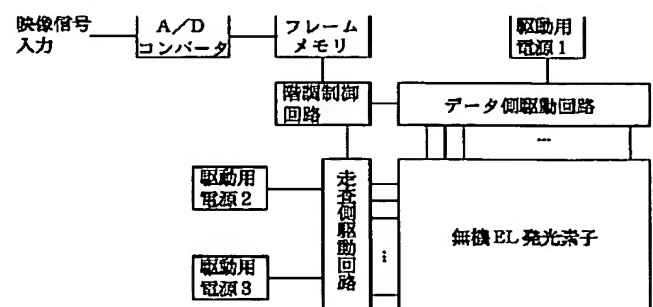 映像信号
入力
A/D
コンバータ
フレーム
メモリ
駆動用
電源1
階調制御
回路
データ側駆動回路
…
駆動用
電源2
走査側駆動回路
無機EL発光素子
⋮
駆動用
電源3